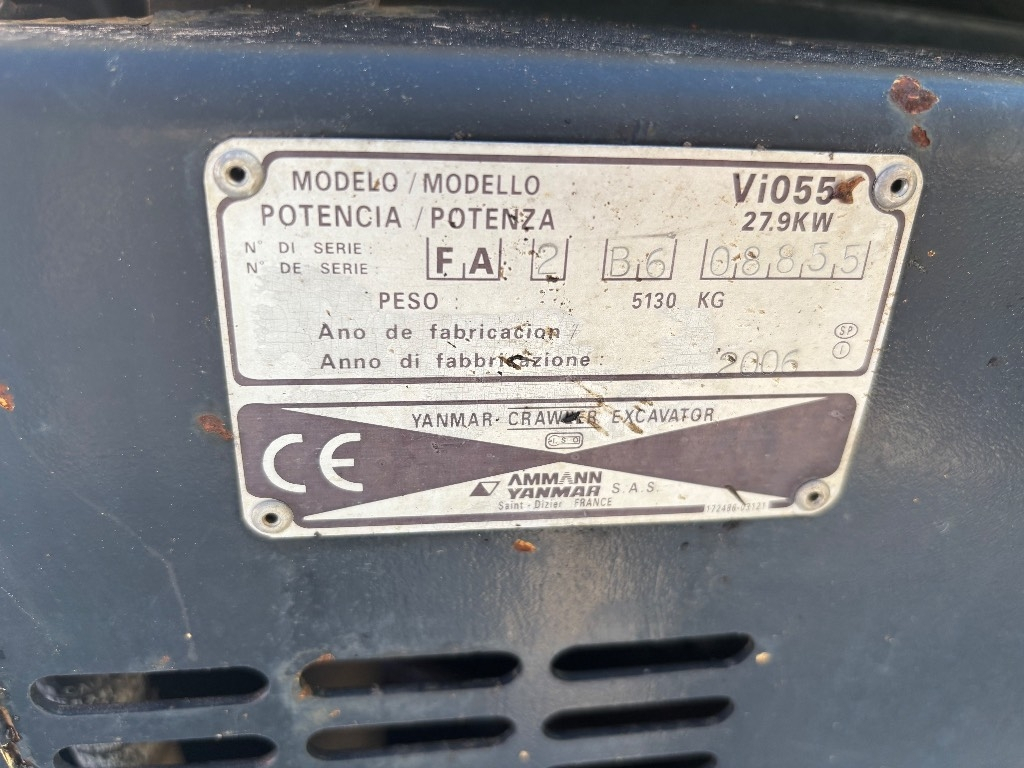 MODELO / MODELLO : ViO55
POTENCIA / POTENZA 27.9KW
N° DI SERIE:
N° DE SERIE: FA 2 B6 08855
PESO : 5130 KG
Ano de fabricacion /
Anno di fabbricazione : 2006
SP
I
YANMAR- CRAWLER EXCAVATOR
CE
AMMANN
YANMAR S.A.S.
Saint - Dizier FRANCE